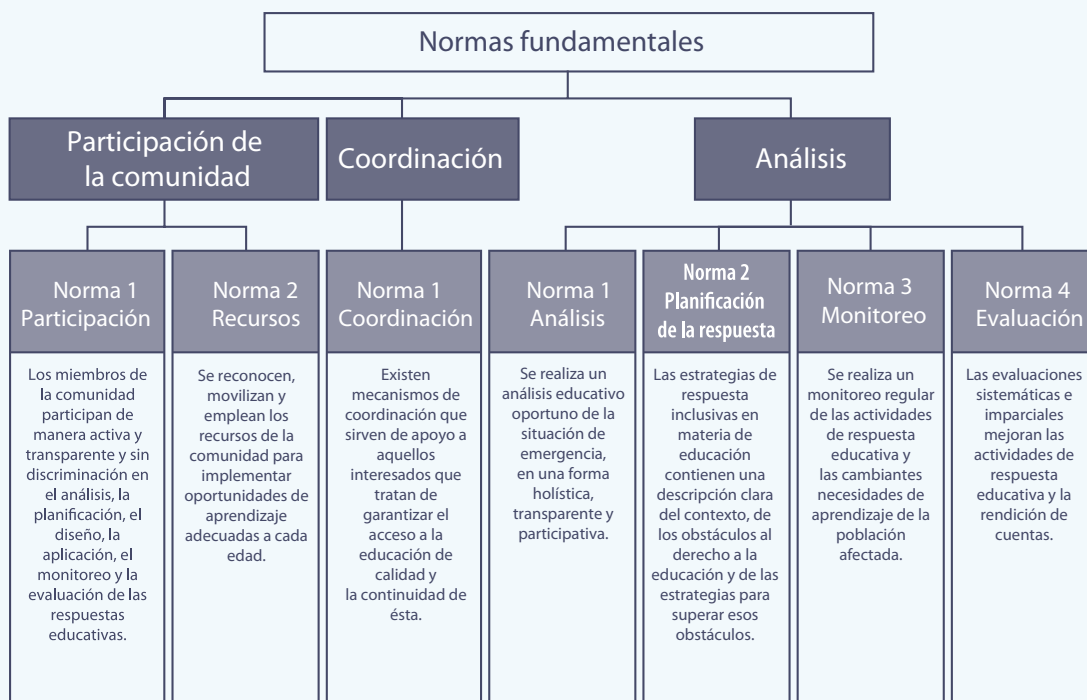 Normas fundamentales
Participación de
la comunidad
Coordinación
Análisis
Norma 1
Participación
Los miembros de
la comunidad
participan de
manera activa y
transparente y sin
discriminación en
el análisis, la
planificación, el
diseño, la
aplicación, el
monitoreo y la
evaluación de las
respuestas
educativas.
Norma 2
Recursos
Se reconocen,
movilizan y
emplean los
recursos de la
comunidad para
implementar
oportunidades de
aprendizaje
adecuadas a cada
edad.
Norma 1
Coordinación
Existen
mecanismos de
coordinación que
sirven de apoyo a
aquellos
interesados que
tratan de
garantizar el
acceso a la
educación de
calidad y
la continuidad de
ésta.
Norma 1
Análisis
Se realiza un
análisis educativo
oportuno de la
situación de
emergencia,
en una forma
holística,
transparente y
participativa.
Norma 2
Planificación
de la respuesta
Las estrategias de
respuesta
inclusivas en
materia de
educación
contienen una
descripción clara
del contexto, de
los obstáculos al
derecho a la
educación y de las
estrategias para
superar esos
obstáculos.
Norma 3
Monitoreo
Se realiza un
monitoreo regular
de las actividades
de respuesta
educativa y
las cambiantes
necesidades de
aprendizaje de la
población
afectada.
Norma 4
Evaluación
Las evaluaciones
sistemáticas e
imparciales
mejoran las
actividades de
respuesta
educativa y la
rendición de
cuentas.